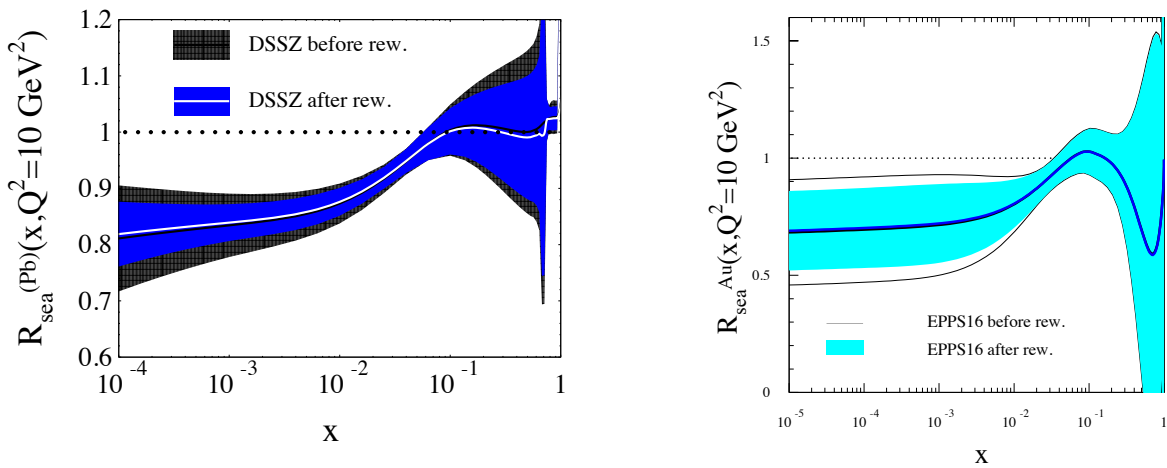 R_sea^(Pb)(x,Q^2=10 GeV^2)
1.2
1.1
1
0.9
0.8
0.7
0.6
DSSZ before rew.
DSSZ after rew.
10^-4
10^-3
10^-2
10^-1
1
x
R_sea^Au(x,Q^2=10 GeV^2)
1.5
1
0.5
0
EPPS16 before rew.
EPPS16 after rew.
10^-5
10^-4
10^-3
10^-2
10^-1
1
x